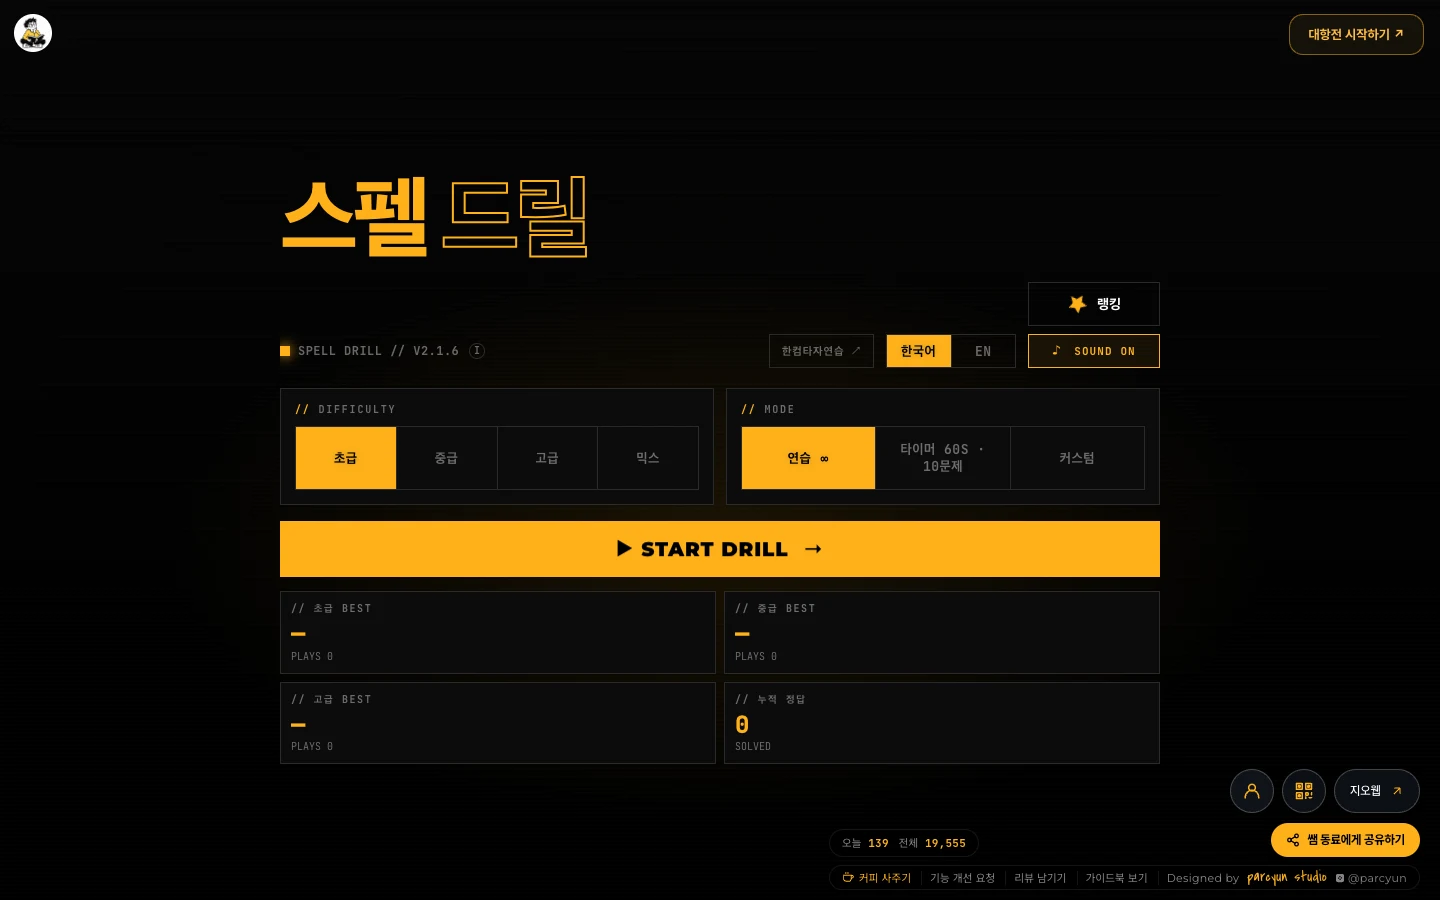 대항전 시작하기 ↗
스펠 드릴
★ 랭킹
SPELL DRILL // V2.1.6 I
한컴타자연습 ↗ 한국어 EN ♪ SOUND ON
// DIFFICULTY
초급 중급 고급 믹스
// MODE
연습 ∞ 타이머 60S · 커스텀
10문제
▶ START DRILL →
// 초급 BEST
—
PLAYS 0
// 중급 BEST
—
PLAYS 0
// 고급 BEST
—
PLAYS 0
// 누적 정답
0
SOLVED
지오웹 ↗
쌤 동료에게 공유하기
오늘 139 전체 19,555
커피 사주기 기능 개선 요청 리뷰 남기기 가이드북 보기 Designed by parcyun studio @parcyun